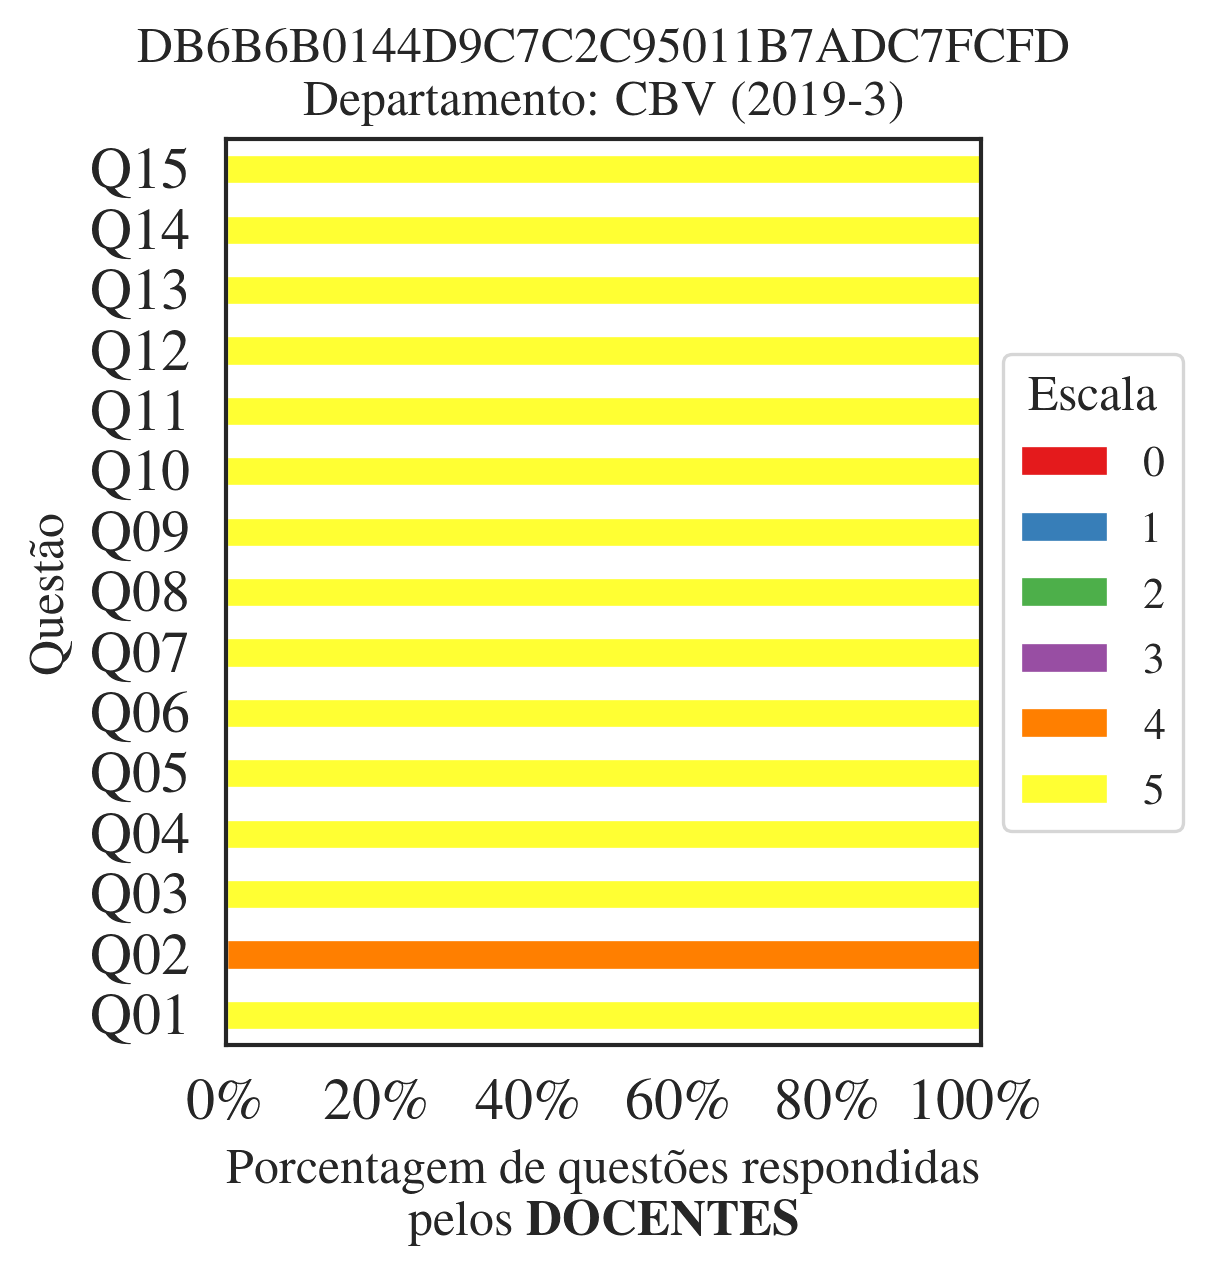 DB6B6B0144D9C7C2C95011B7ADC7FCFD
Departamento: CBV (2019-3)
Q15
Q14
Q13
Q12
Q11
Q10
Q09
Q08
Q07
Q06
Q05
Q04
Q03
Q02
Q01
Questão
0% 20% 40% 60% 80% 100%
Porcentagem de questões respondidas
pelos DOCENTES
Escala
0
1
2
3
4
5